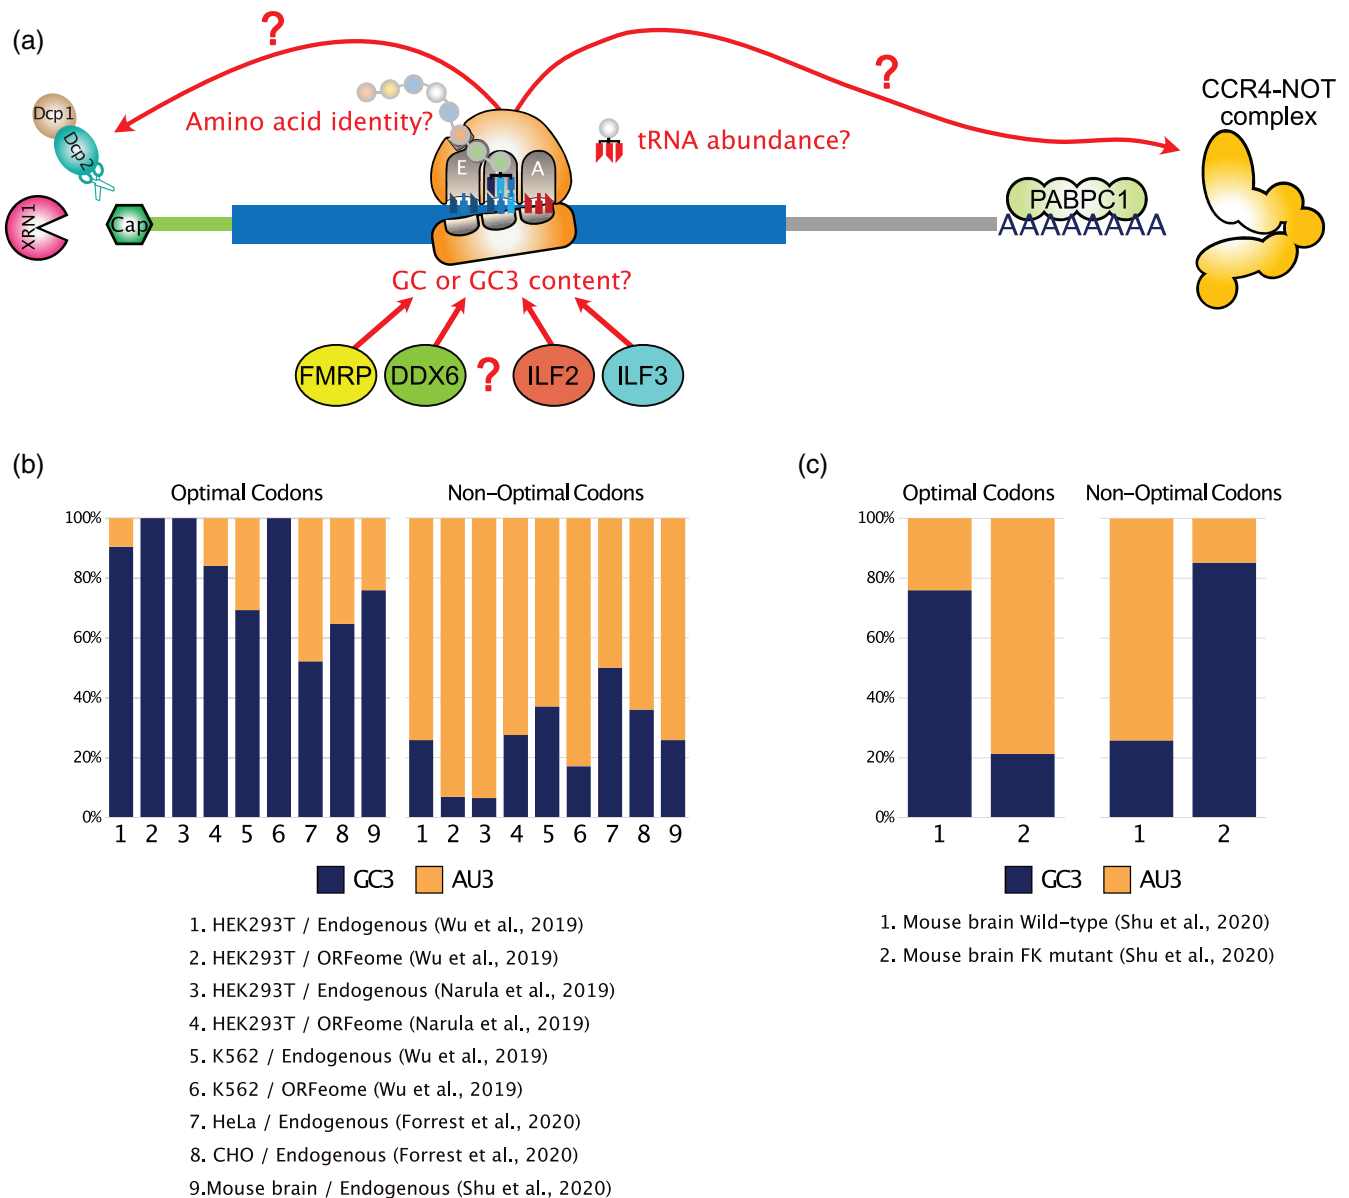 (a)
?
?
CCR4-NOT
complex
Dcp1
Dcp2
Amino acid identity?
tRNA abundance?
E
A
XRN1
Cap
PABPC1
AAAAAAAA
GC or GC3 content?
FMRP
DDX6
?
ILF2
ILF3
(b)
Optimal Codons
Non-Optimal Codons
100%
80%
60%
40%
20%
0%
1 2 3 4 5 6 7 8 9
1 2 3 4 5 6 7 8 9
GC3
AU3
1. HEK293T / Endogenous (Wu et al., 2019)
2. HEK293T / ORFeome (Wu et al., 2019)
3. HEK293T / Endogenous (Narula et al., 2019)
4. HEK293T / ORFeome (Narula et al., 2019)
5. K562 / Endogenous (Wu et al., 2019)
6. K562 / ORFeome (Wu et al., 2019)
7. HeLa / Endogenous (Forrest et al., 2020)
8. CHO / Endogenous (Forrest et al., 2020)
9.Mouse brain / Endogenous (Shu et al., 2020)
(c)
Optimal Codons
Non-Optimal Codons
100%
80%
60%
40%
20%
0%
1 2
1 2
GC3
AU3
1. Mouse brain Wild-type (Shu et al., 2020)
2. Mouse brain FK mutant (Shu et al., 2020)